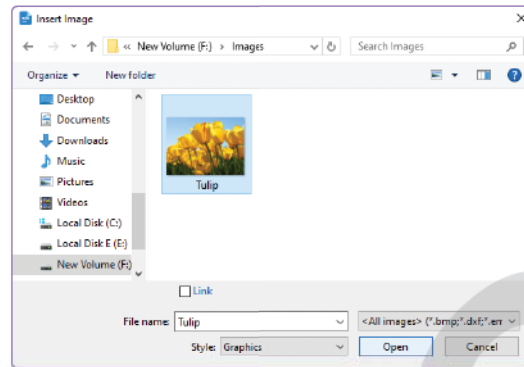 Insert Image
« New Volume (F:) › Images
Search Images
Organize
New folder
Desktop
Documents
Downloads
Music
Pictures
Videos
Local Disk (C:)
Local Disk E (E:)
New Volume (F:)
Tulip
Link
File name: Tulip
<All images> (*.bmp;*.dxf;*.em
Style: Graphics
Open
Cancel